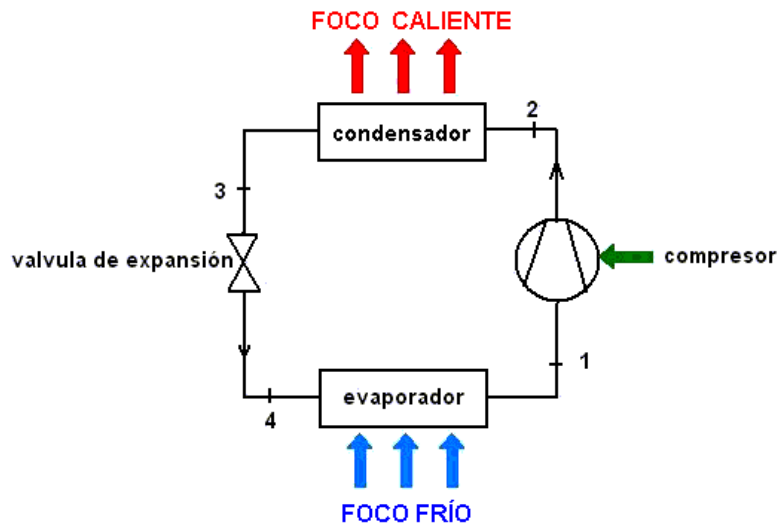 FOCO CALIENTE
2
condensador
3
valvula de expansión
compresor
1
evaporador
4
FOCO FRÍO